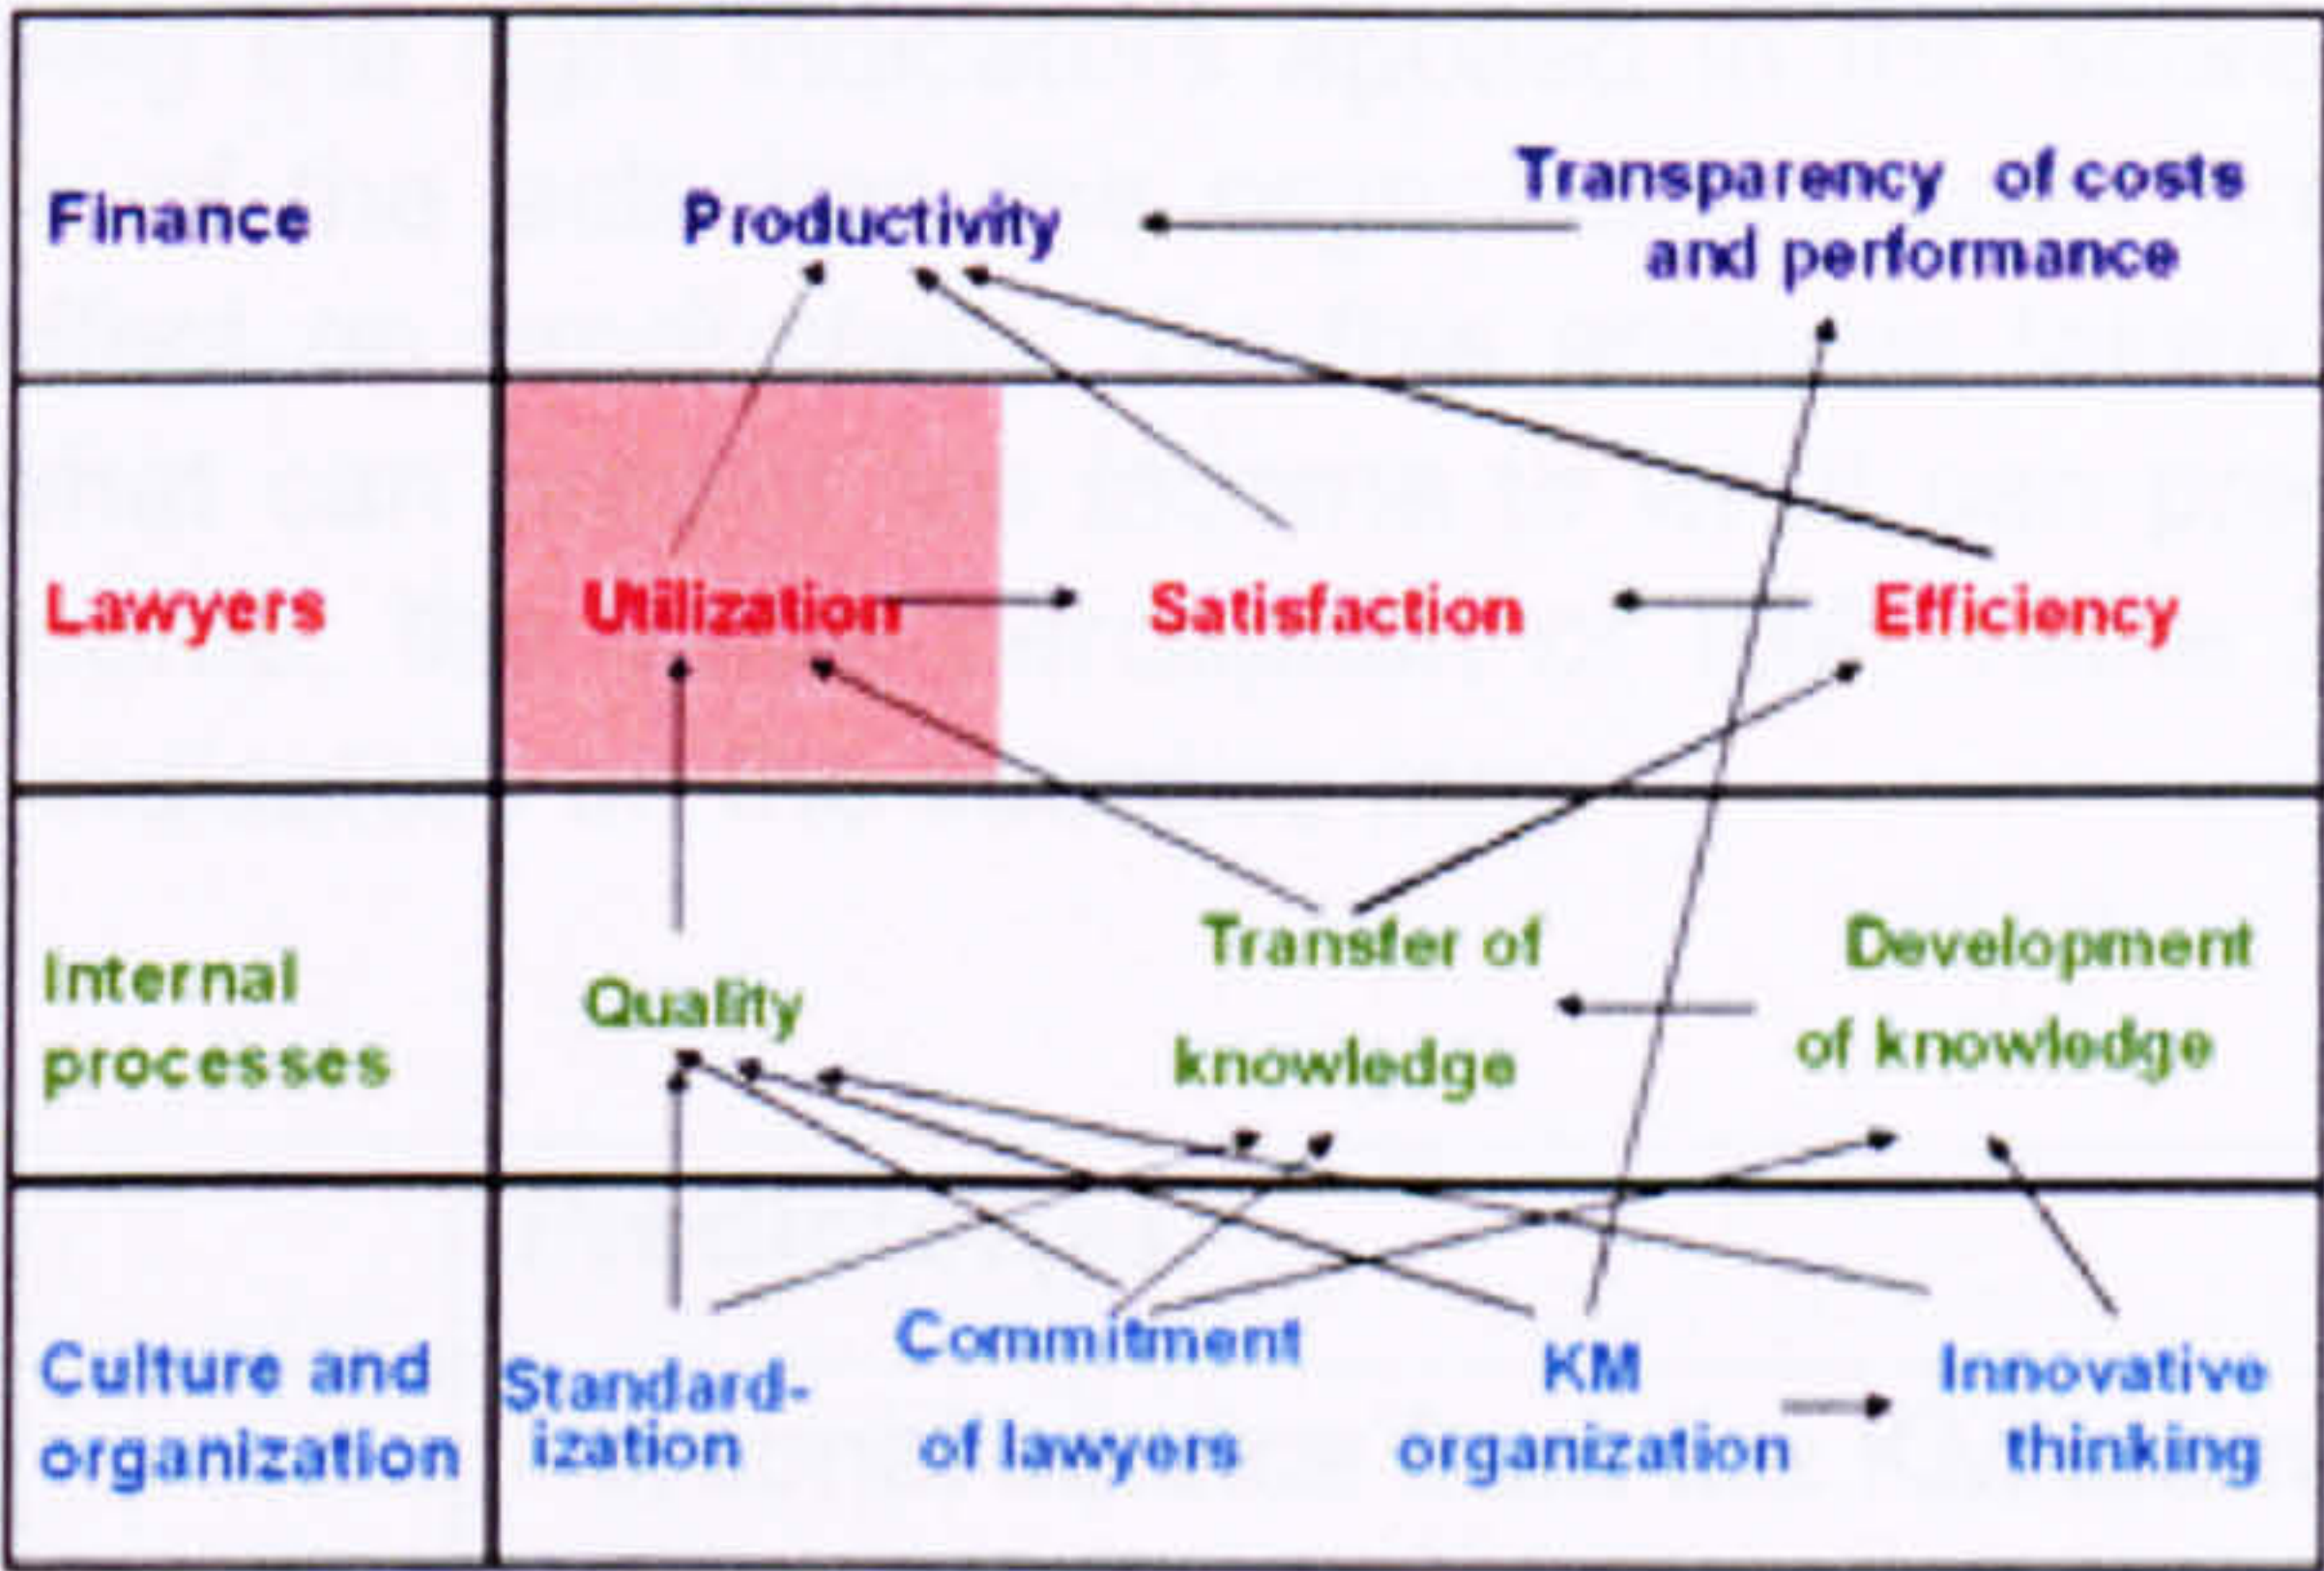 Finance
Productivity
Transparency of costs
and performance
Lawyers
Utilization
Satisfaction
Efficiency
Internal
processes
Quality
Transfer of
knowledge
Development
of knowledge
Culture and
organization
Standard-
ization
Commitment
of lawyers
KM
organization
Innovative
thinking